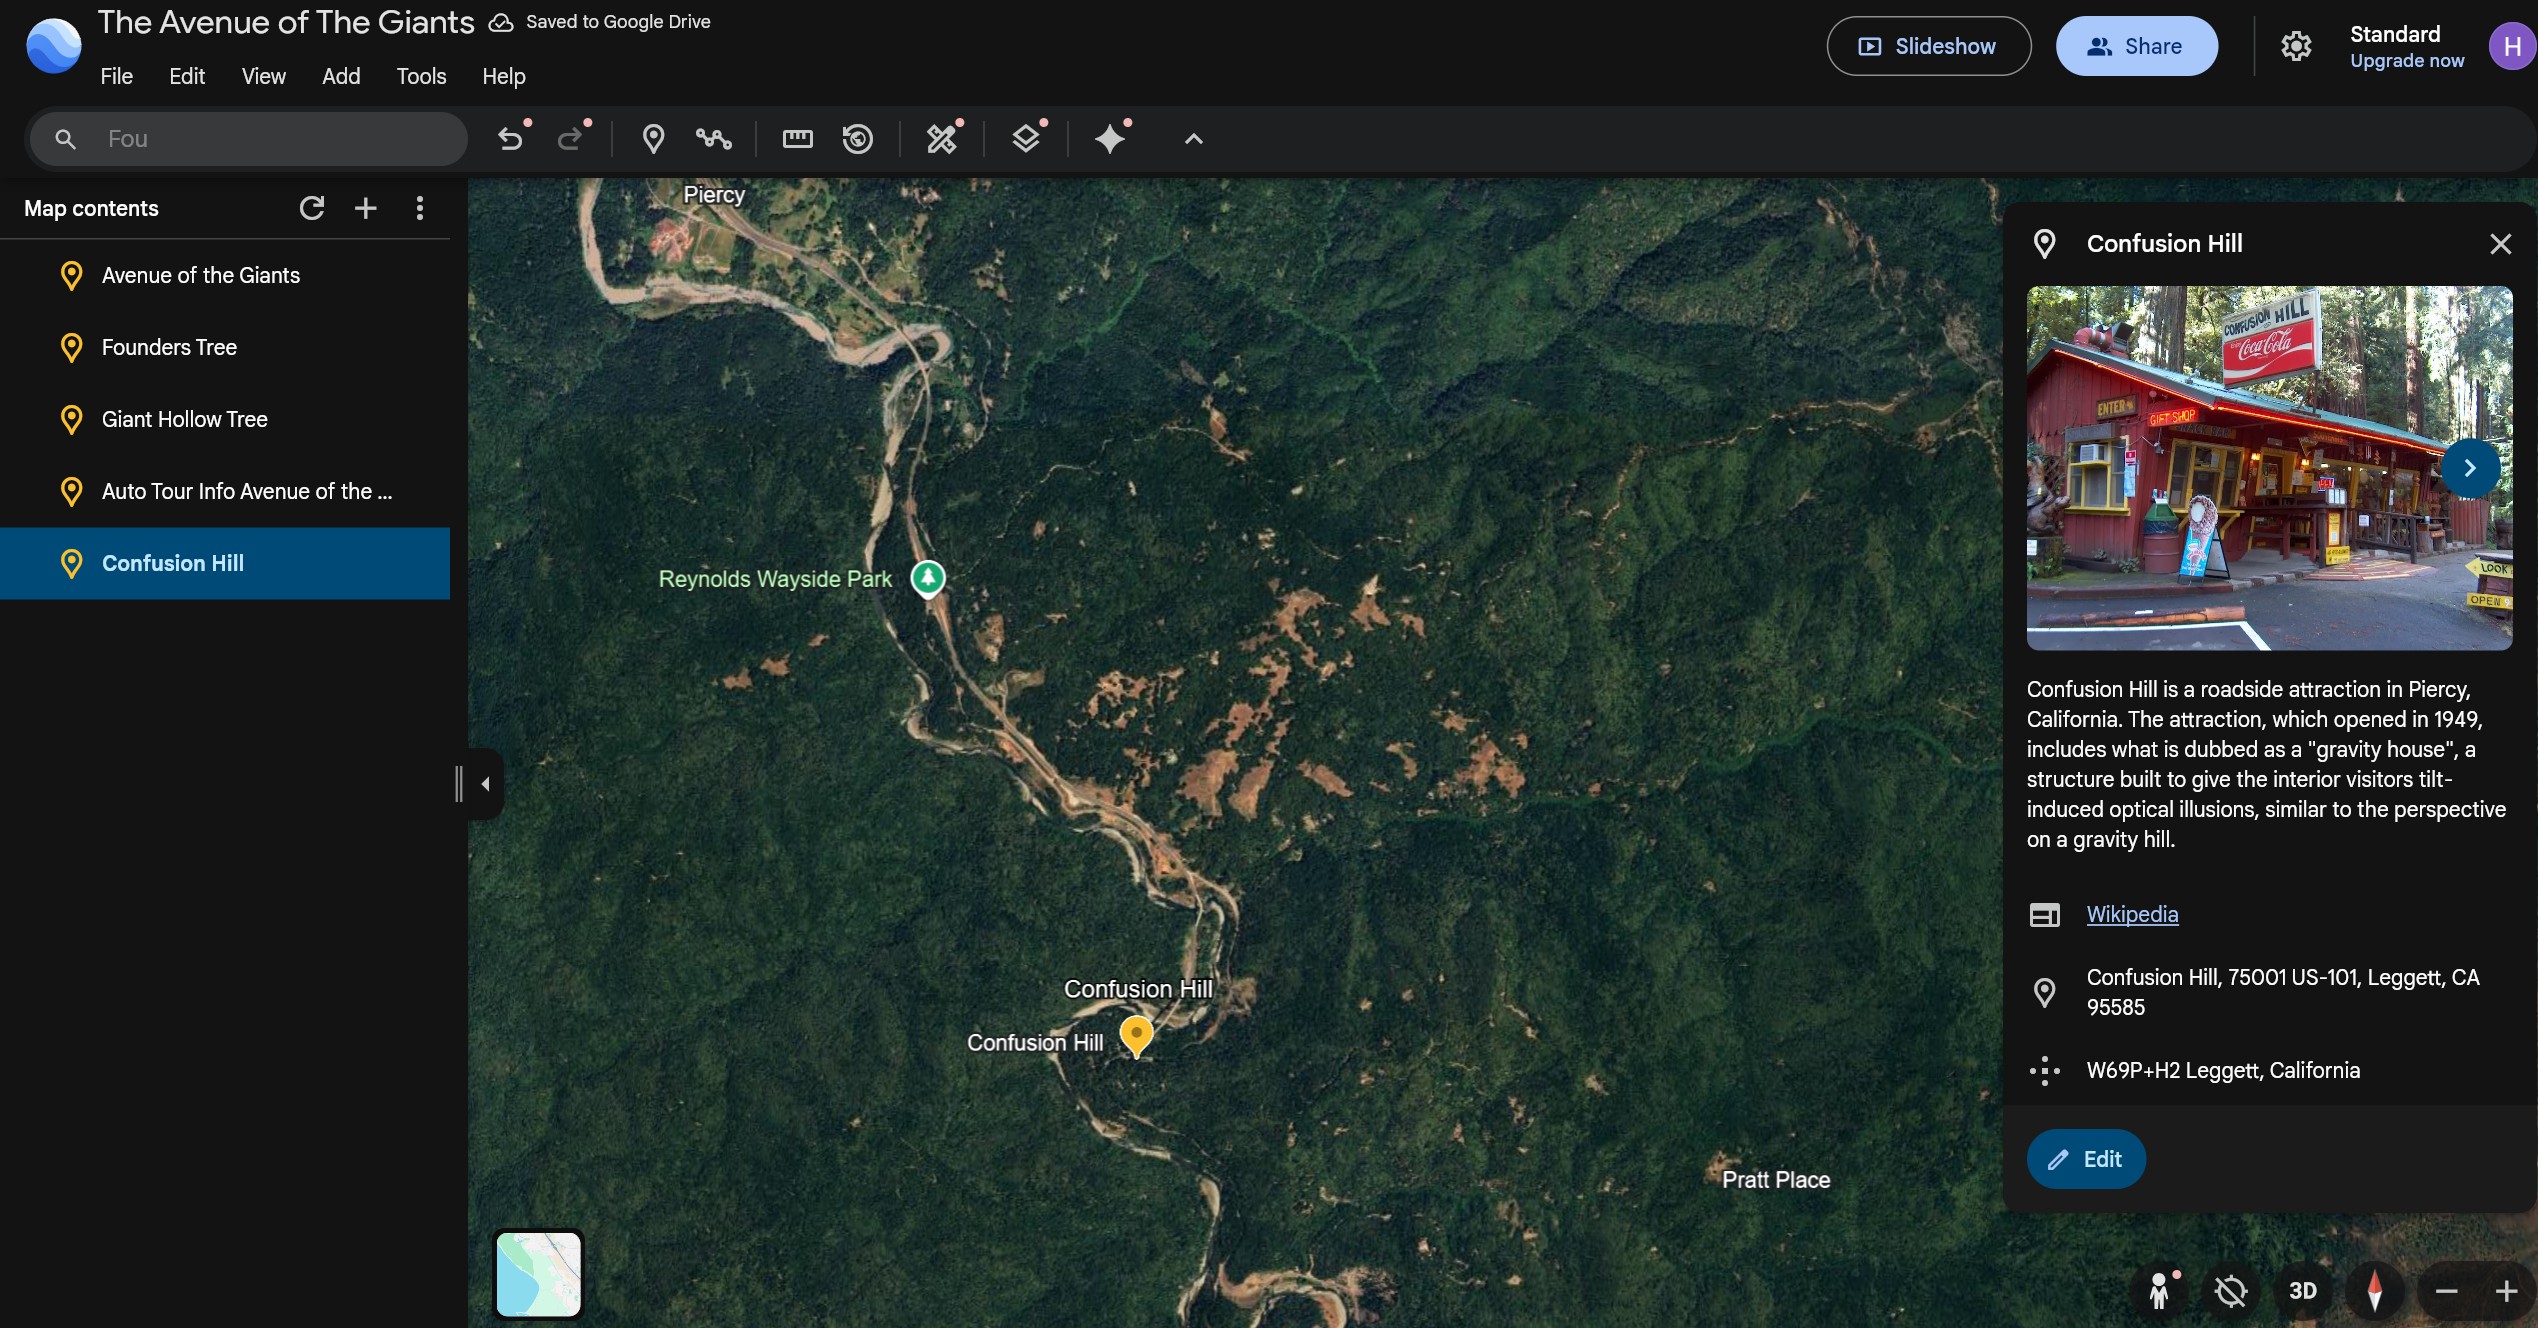 The Avenue of The Giants
Saved to Google Drive
File Edit View Add Tools Help
Slideshow
Share
Standard
Upgrade now
H
Fou
Map contents
Avenue of the Giants
Founders Tree
Giant Hollow Tree
Auto Tour Info Avenue of the ...
Confusion Hill
Piercy
Reynolds Wayside Park
Confusion Hill
Confusion Hill
Pratt Place
Confusion Hill
CONFUSION HILL
Coca-Cola
ENTER
GIFT SHOP
LOOK
OPEN
Confusion Hill is a roadside attraction in Piercy,
California. The attraction, which opened in 1949,
includes what is dubbed as a "gravity house", a
structure built to give the interior visitors tilt-
induced optical illusions, similar to the perspective
on a gravity hill.
Wikipedia
Confusion Hill, 75001 US-101, Leggett, CA
95585
W69P+H2 Leggett, California
Edit
3D